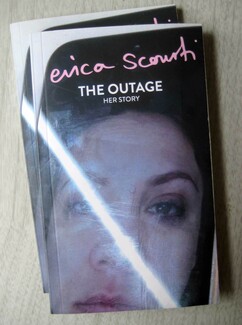 erica scourti
THE OUTAGE
HER STORY